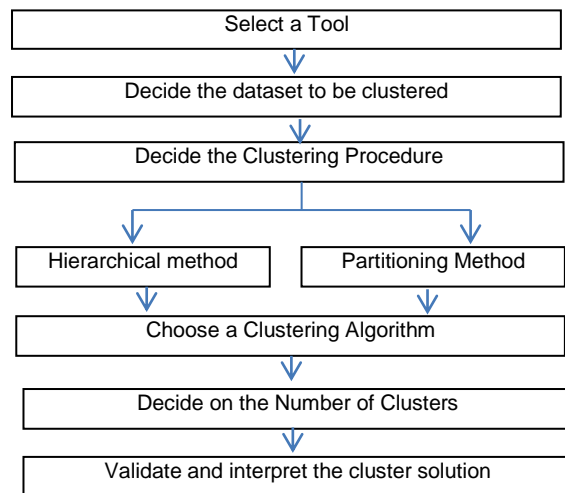 Select a Tool
Decide the dataset to be clustered
Decide the Clustering Procedure
Hierarchical method
Partitioning Method
Choose a Clustering Algorithm
Decide on the Number of Clusters
Validate and interpret the cluster solution